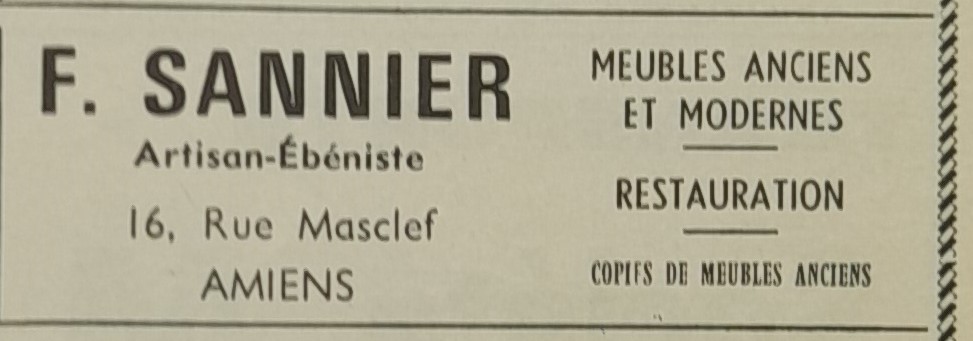 F. SANNIER
Artisan-Ébéniste
16, Rue Masclef
AMIENS
MEUBLES ANCIENS
ET MODERNES
RESTAURATION
COPIES DE MEUBLES ANCIENS